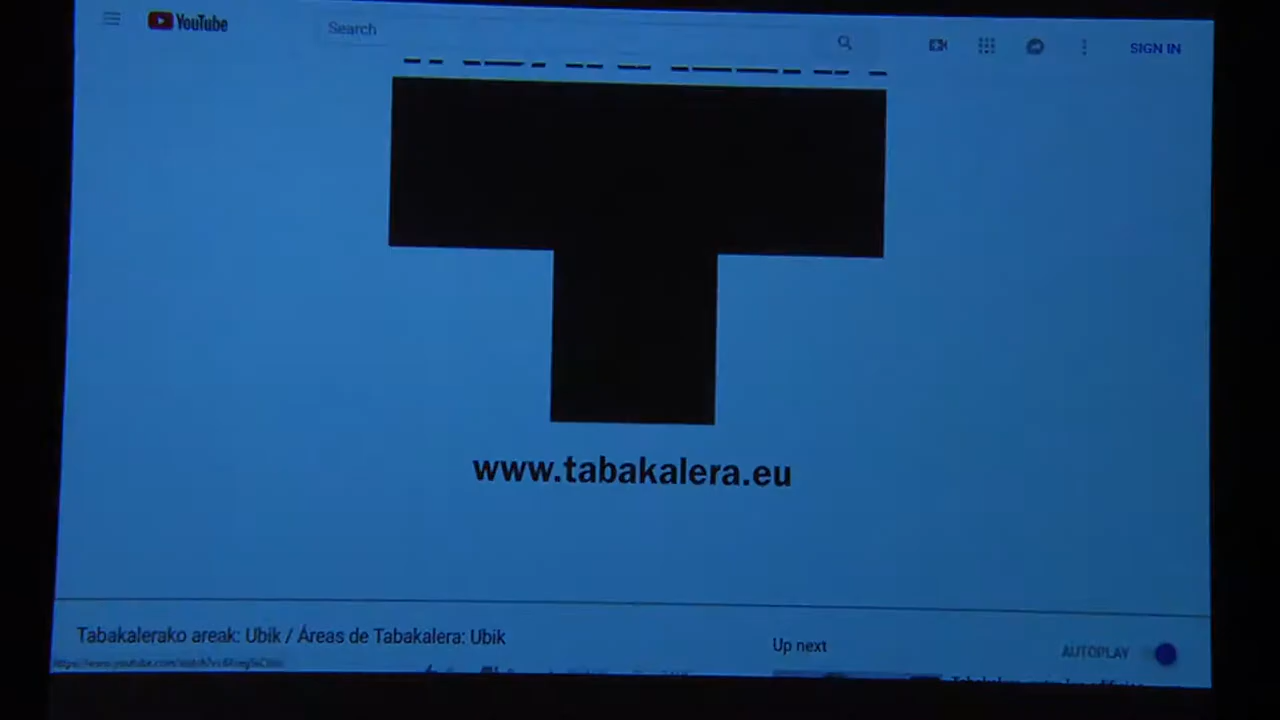 YouTube
Search
SIGN IN
www.tabakalera.eu
Tabakalerako areak: Ubik / Áreas de Tabakalera: Ubik
Up next
AUTOPLAY